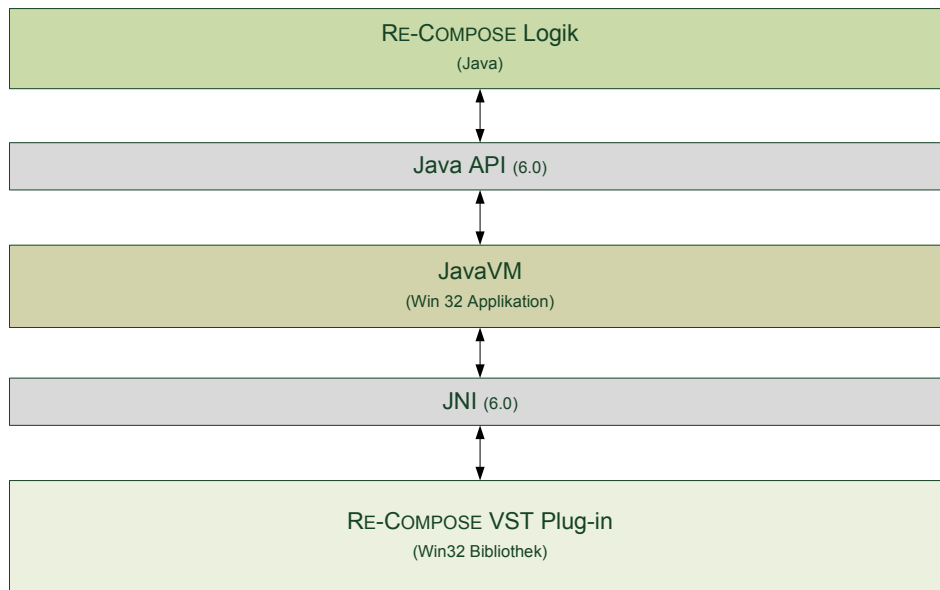 RE-COMPOSE Logik
(Java)
Java API (6.0)
JavaVM
(Win 32 Applikation)
JNI (6.0)
RE-COMPOSE VST Plug-in
(Win32 Bibliothek)